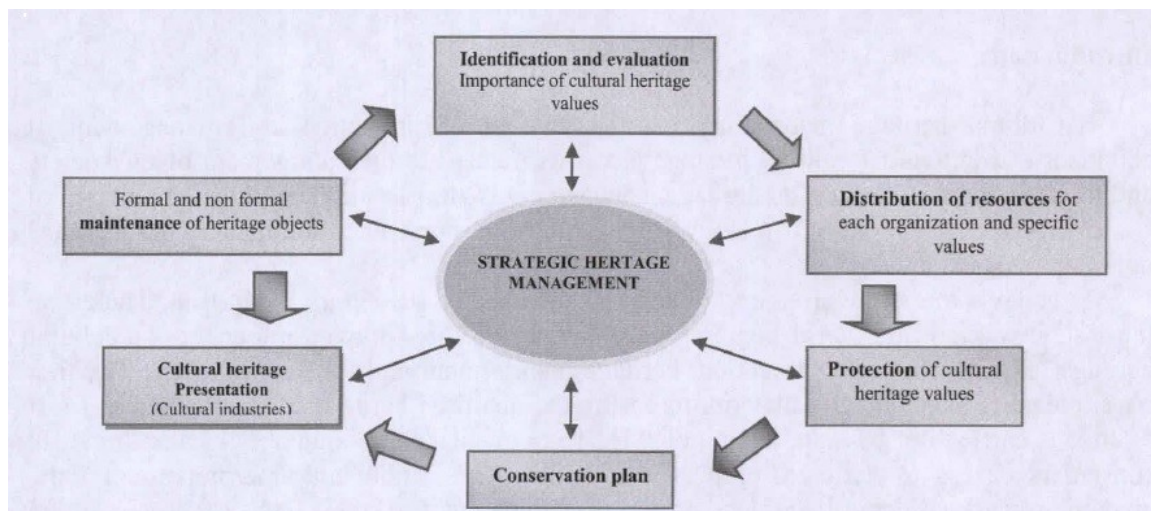 Identification and evaluation
Importance of cultural heritage
values
Formal and non formal
maintenance of heritage objects
Distribution of resources for
each organization and specific
values
STRATEGIC HERTAGE
MANAGEMENT
Cultural heritage
Presentation
(Cultural industries)
Protection of cultural
heritage values
Conservation plan